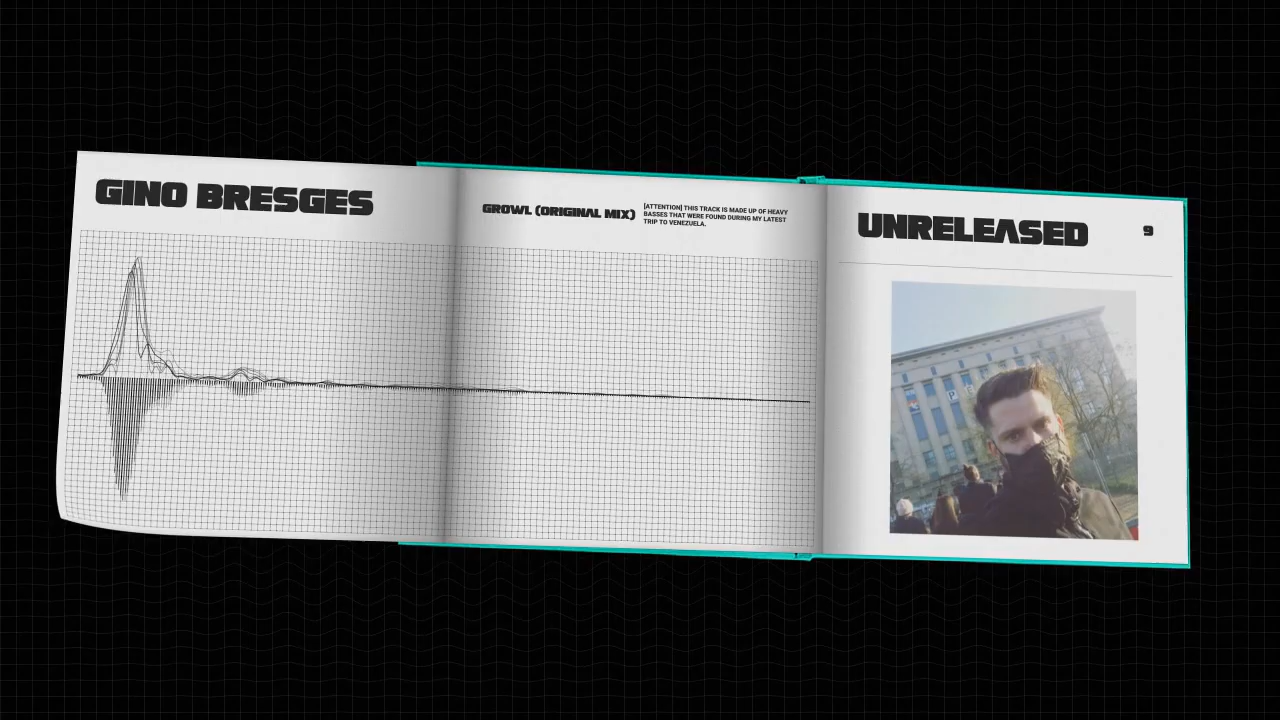 GINO BRESGES
GROWL (ORIGINAL MIX)
[ATTENTION] THIS TRACK IS MADE UP OF HEAVY
BASSES THAT WERE FOUND DURING MY LATEST
TRIP TO VENEZUELA.
UNRELEASED
9